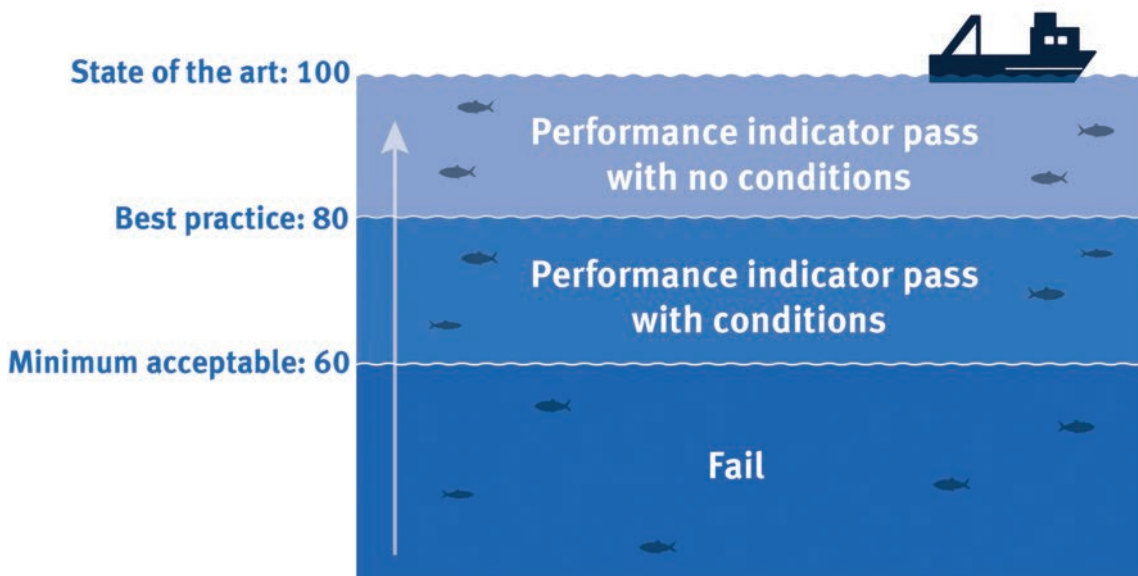 State of the art: 100
Performance indicator pass
with no conditions
Best practice: 80
Performance indicator pass
with conditions
Minimum acceptable: 60
Fail